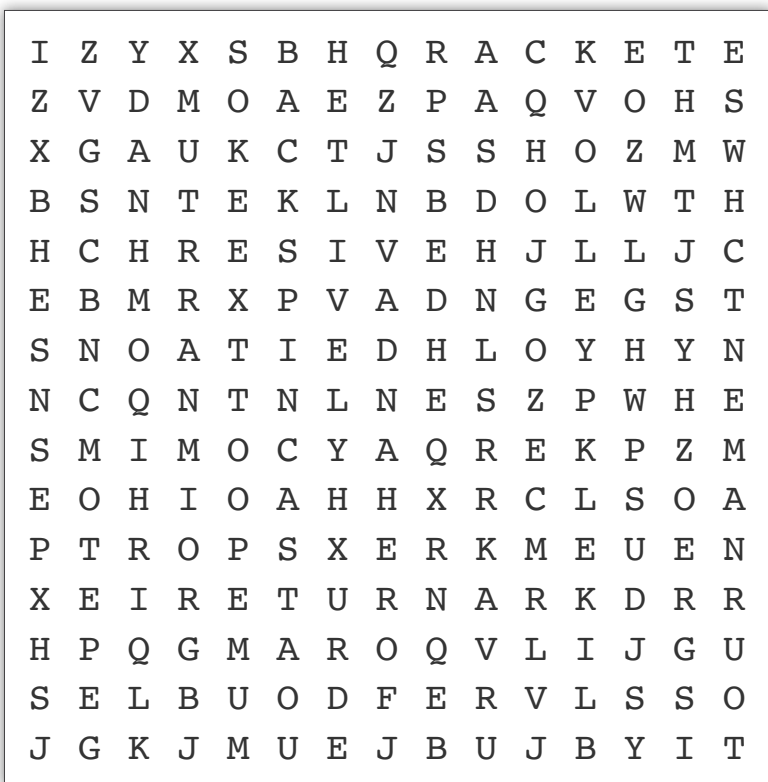 I Z Y X S B H Q R A C K E T E
Z V D M O A E Z P A Q V O H S
X G A U K C T J S S H O Z M W
B S N T E K L N B D O L W T H
H C H R E S I V E H J L L J C
E B M R X P V A D N G E G S T
S N O A T I E D H L O Y H Y N
N C Q N T N L N E S Z P W H E
S M I M O C Y A Q R E K P Z M
E O H I O A H H X R C L S O A
P T R O P S X E R K M E U E N
X E I R E T U R N A R K D R R
H P Q G M A R O Q V L I J G U
S E L B U O D F E R V L S S O
J G K J M U E J B U J B Y I T